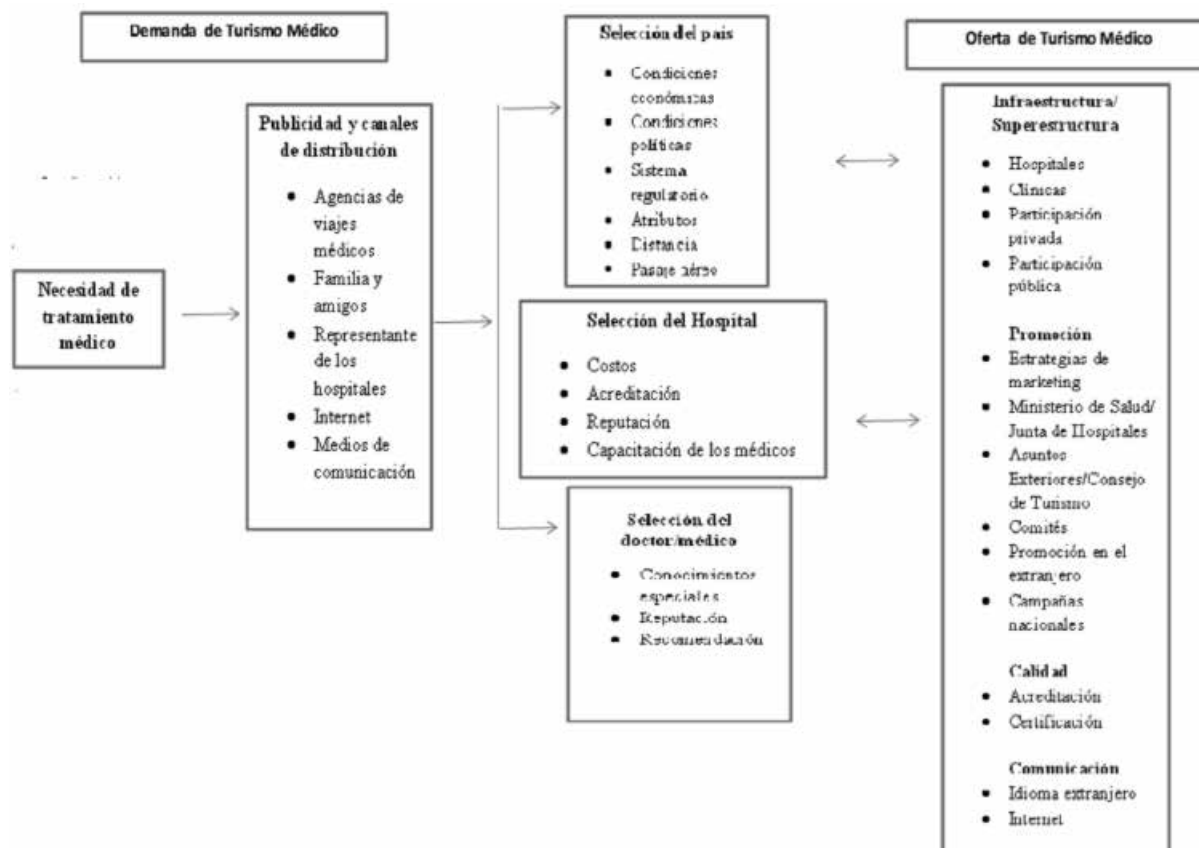 Demanda de Turismo Médico
Necesidad de
tratamiento
médico
Publicidad y canales
de distribución
Agencias de
viajes
médicos
Familia y
amigos
Representante
de los
hospitales
Internet
Medios de
comunicación
Selección del pais
Condiciones
económicas
Condiciones
políticas
Sistema
regulatorio
Atributos
Distancia
Pasaje aéreo
Selección del Hospital
Costos
Acreditación
Reputación
Capacitación de los médicos
Selección del
doctor/médico
Conocimientos
especiales
Reputación
Recomendación
Oferta de Turismo Médico
Infraestructura/
Superestructura
Hospitales
Clínicas
Participación
privada
Participación
pública
Promoción
Estrategias de
marketing
Ministerio de Salud/
Junta de Hospitales
Asuntos
Exteriores/Consejo
de Turismo
Comités
Promoción en el
extranjero
Campañas
nacionales
Calidad
Acreditación
Certificación
Comunicación
Idioma extranjero
Internet